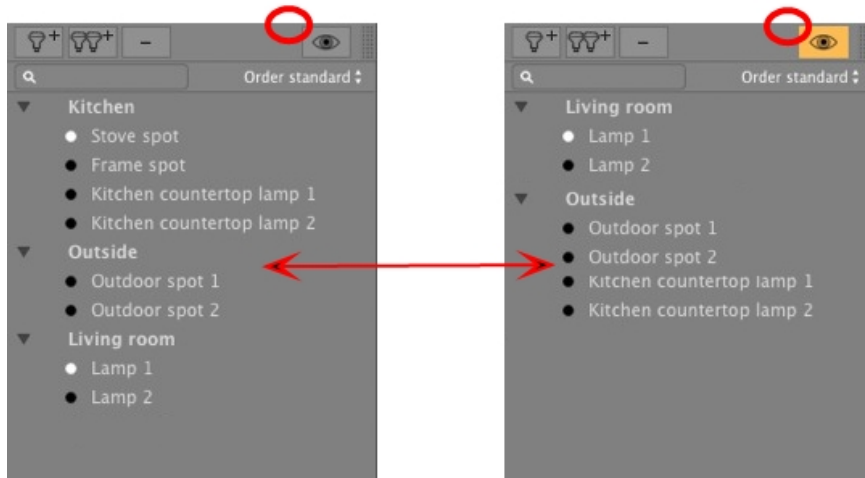 Order standard
Kitchen
Stove spot
Frame spot
Kitchen countertop lamp 1
Kitchen countertop lamp 2
Outside
Outdoor spot 1
Outdoor spot 2
Living room
Lamp 1
Lamp 2
Order standard
Living room
Lamp 1
Lamp 2
Outside
Outdoor spot 1
Outdoor spot 2
Kitchen countertop lamp 1
Kitchen countertop lamp 2